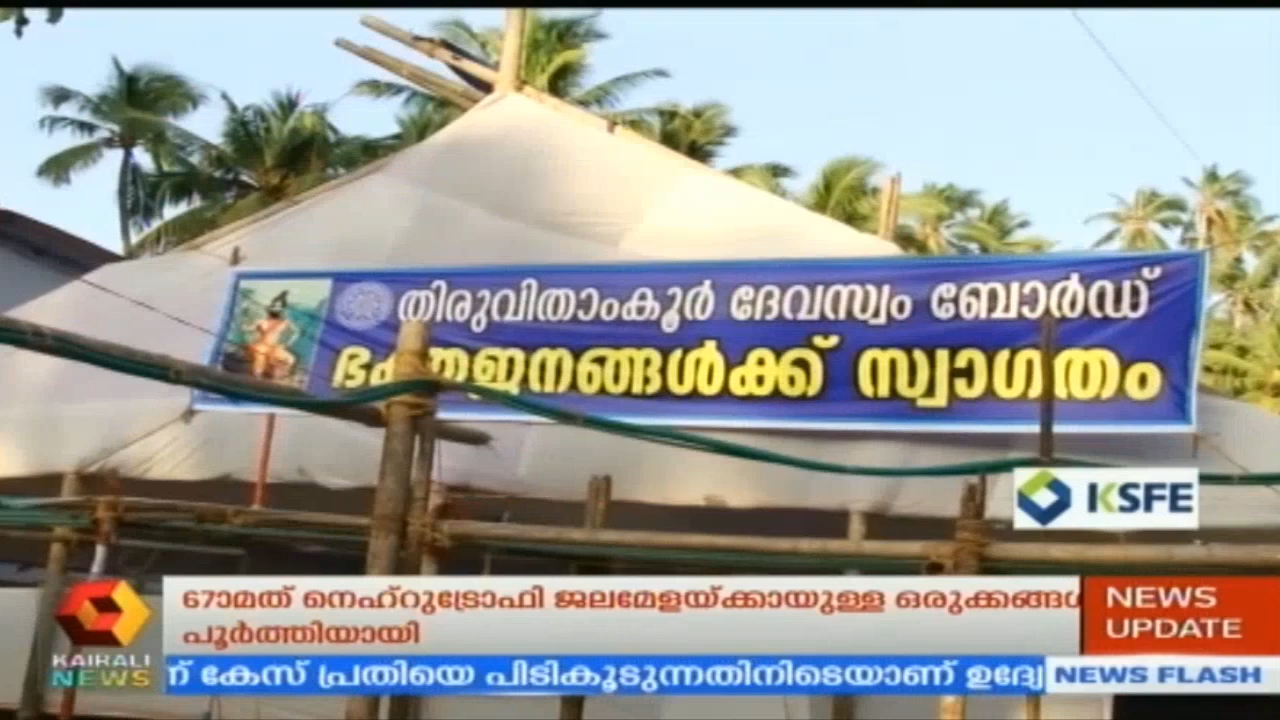 തിരുവിതാംകൂർ ദേവസ്വം ബോർഡ്
ഭക്തജനങ്ങൾക്ക് സ്വാഗതം
KSFE
67ാമത് നെഹ്റുട്രോഫി ജലമേളയ്ക്കായുള്ള ഒരുക്കങ്ങൾ
പൂർത്തിയായി
NEWS
UPDATE
KAIRALI
NEWS
കേസ് പ്രതിയെ പിടികൂടുന്നതിനിടെയാണ്
NEWS FLASH